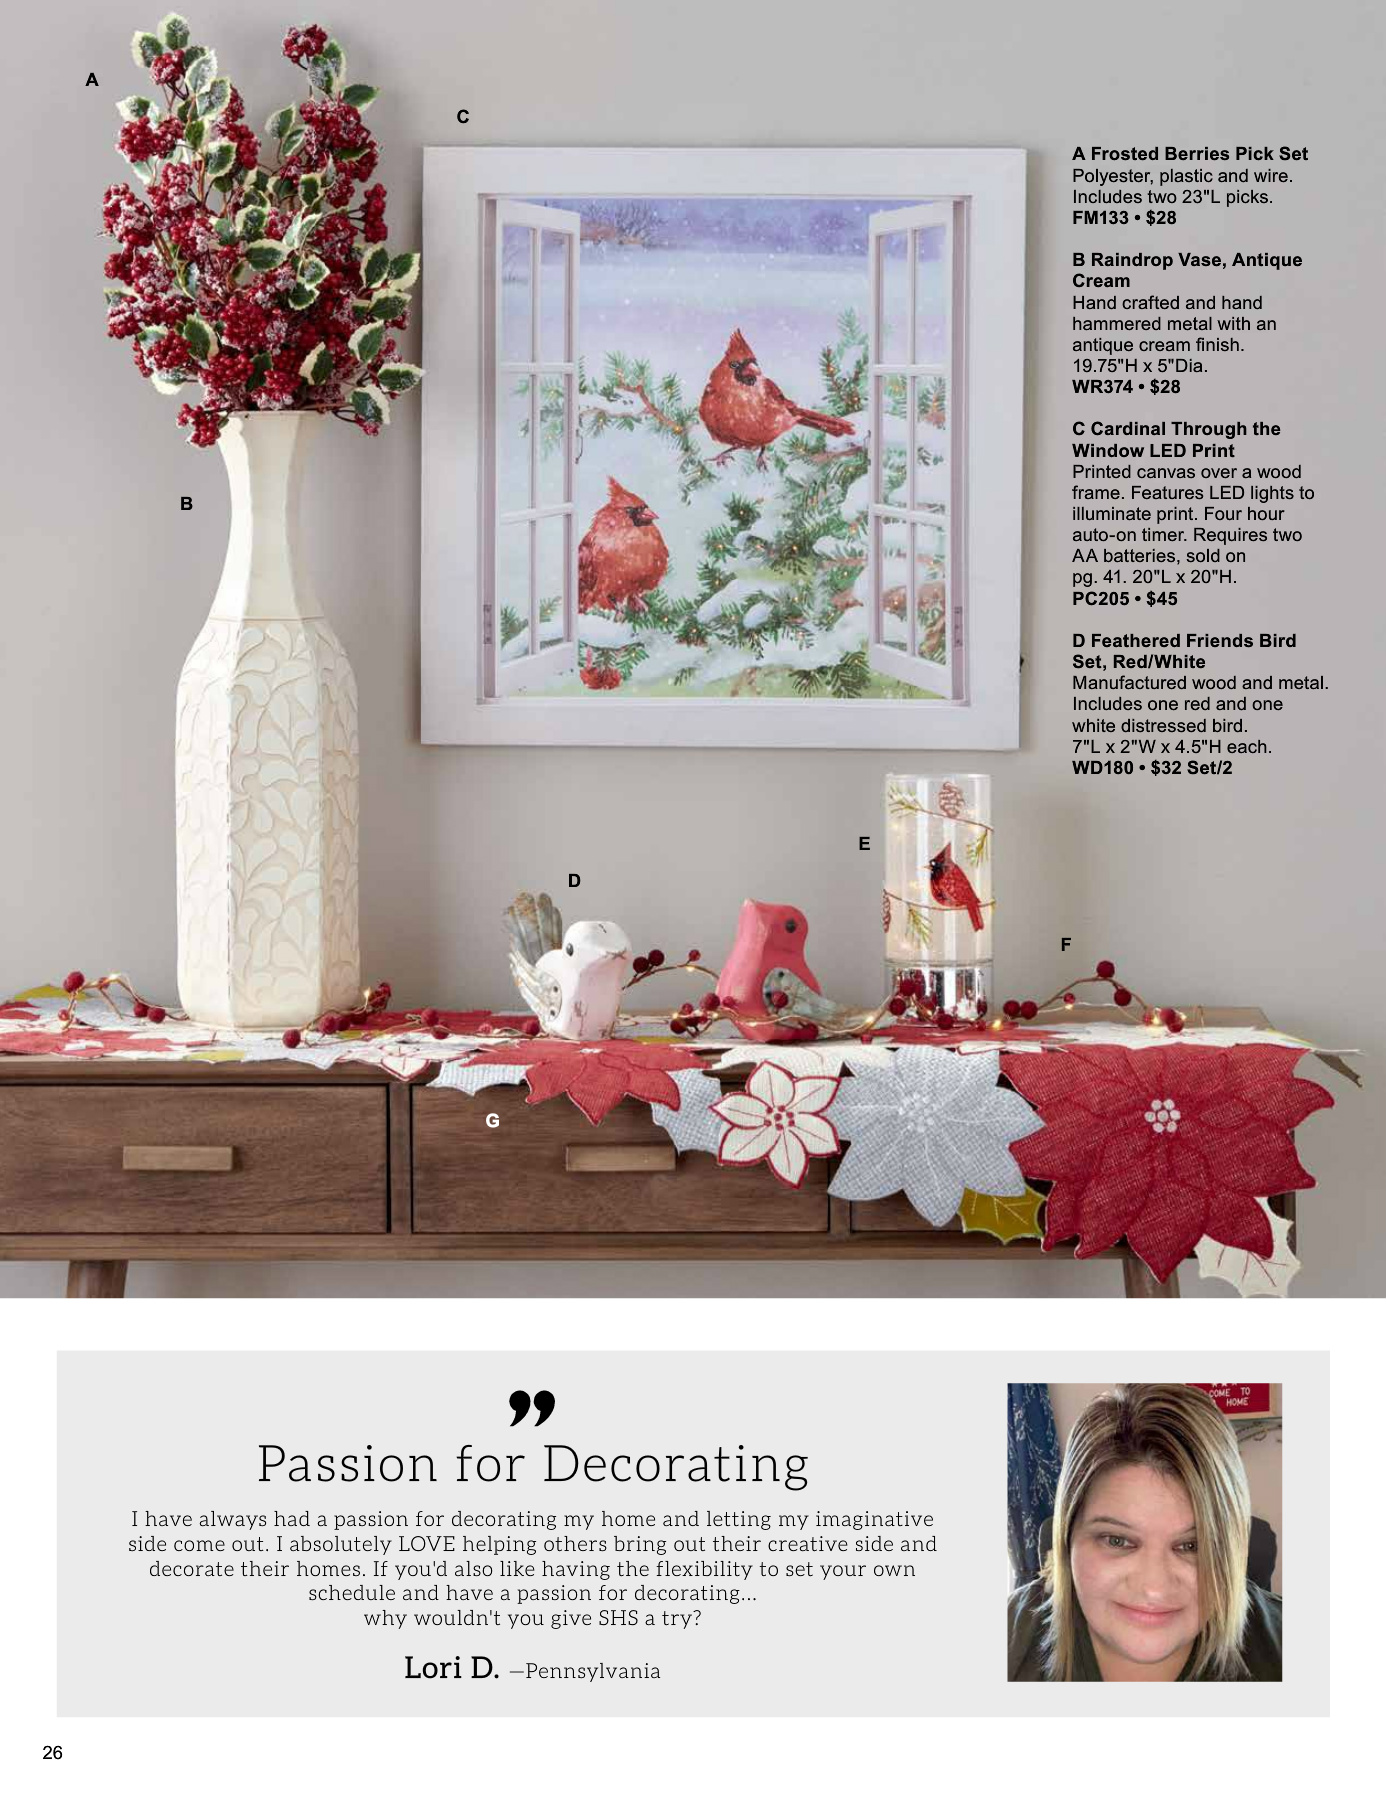 A
C
B
D
E
F
G
A Frosted Berries Pick Set
Polyester, plastic and wire.
Includes two 23"L picks.
FM133 • $28
B Raindrop Vase, Antique
Cream
Hand crafted and hand
hammered metal with an
antique cream finish.
19.75"H x 5"Dia.
WR374 • $28
C Cardinal Through the
Window LED Print
Printed canvas over a wood
frame. Features LED lights to
illuminate print. Four hour
auto-on timer. Requires two
AA batteries, sold on
pg. 41. 20"L x 20"H.
PC205 • $45
D Feathered Friends Bird
Set, Red/White
Manufactured wood and metal.
Includes one red and one
white distressed bird.
7"L x 2"W x 4.5"H each.
WD180 • $32 Set/2
”
Passion for Decorating
I have always had a passion for decorating my home and letting my imaginative
side come out. I absolutely LOVE helping others bring out their creative side and
decorate their homes. If you'd also like having the flexibility to set your own
schedule and have a passion for decorating...
why wouldn't you give SHS a try?
Lori D. —Pennsylvania
COME TO
HOME
26